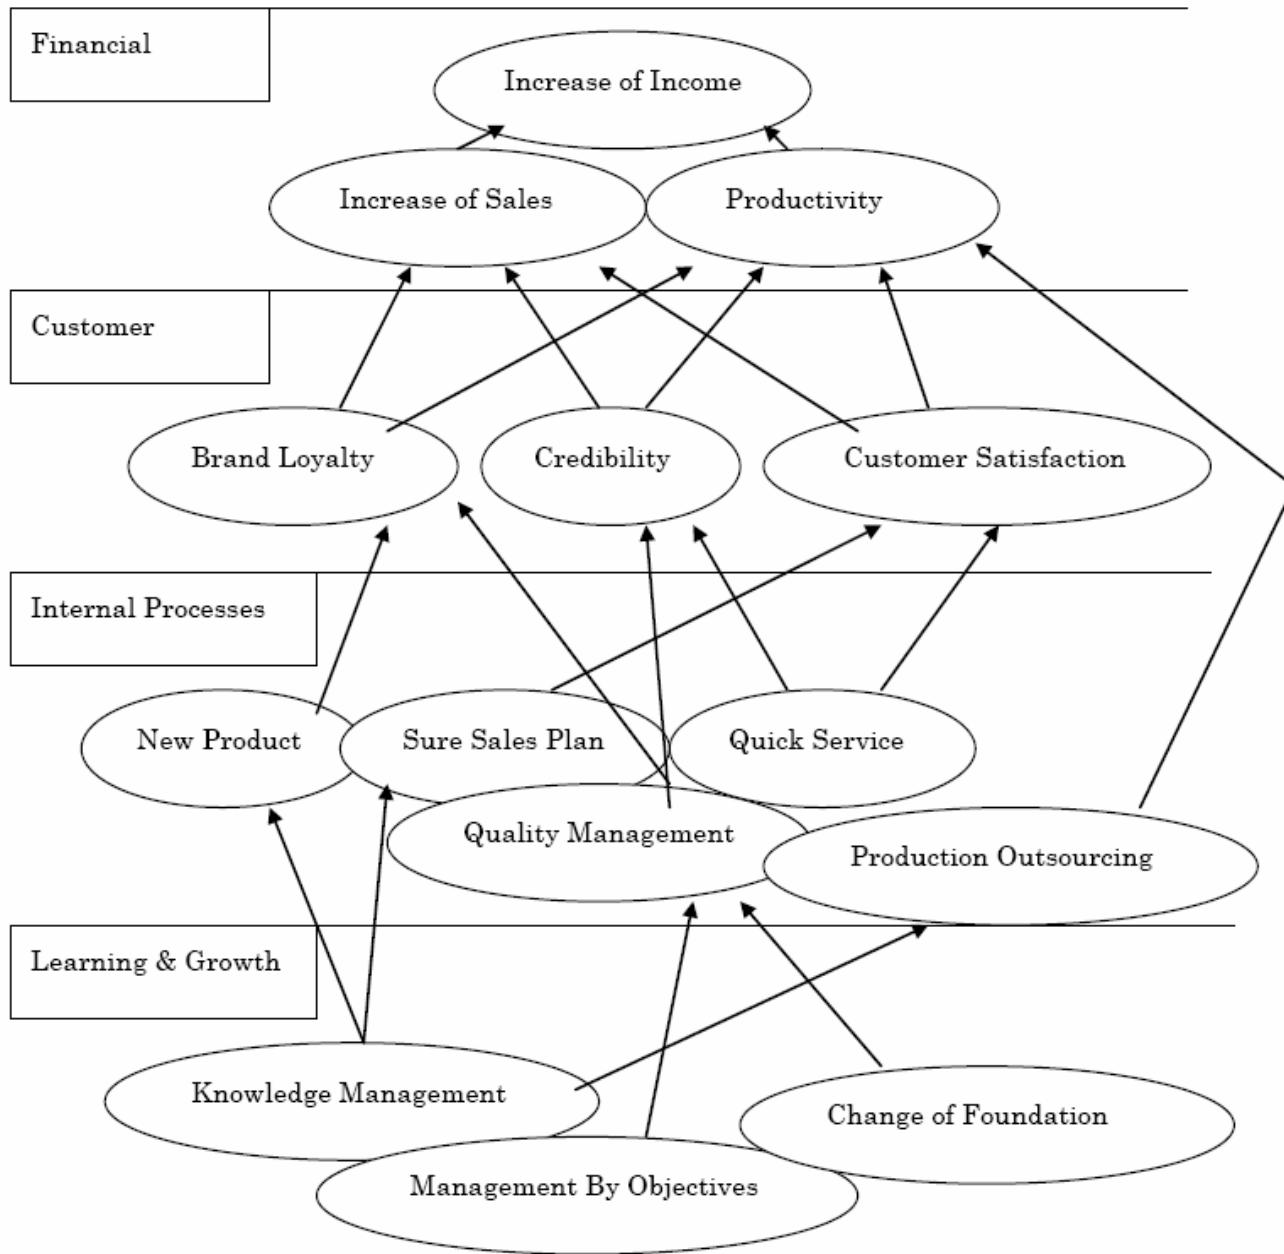 Financial
Increase of Income
Increase of Sales
Productivity
Customer
Brand Loyalty
Credibility
Customer Satisfaction
Internal Processes
New Product
Sure Sales Plan
Quick Service
Quality Management
Production Outsourcing
Learning & Growth
Knowledge Management
Change of Foundation
Management By Objectives